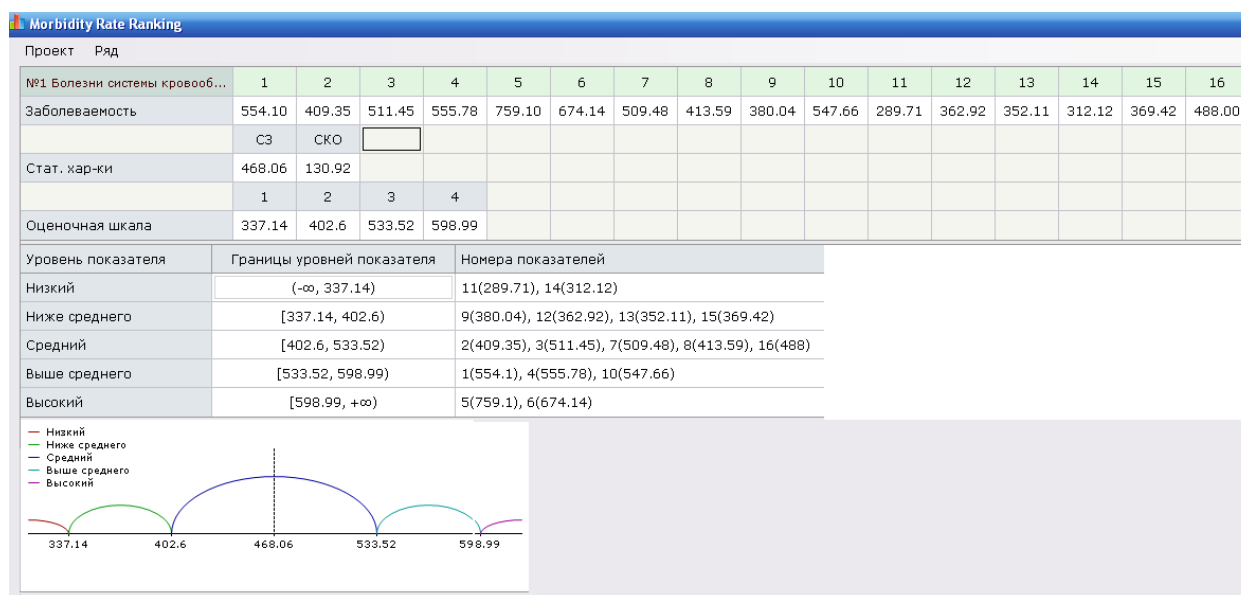 Morbidity Rate Ranking
Проект Ряд
№1 Болезни системы кровооб... 1 2 3 4 5 6 7 8 9 10 11 12 13 14 15 16
Заболеваемость 554.10 409.35 511.45 555.78 759.10 674.14 509.48 413.59 380.04 547.66 289.71 362.92 352.11 312.12 369.42 488.00
СЗ СКО
Стат. хар-ки 468.06 130.92
1 2 3 4
Оценочная шкала 337.14 402.6 533.52 598.99
Уровень показателя Границы уровней показателя Номера показателей
Низкий (-∞, 337.14) 11(289.71), 14(312.12)
Ниже среднего [337.14, 402.6) 9(380.04), 12(362.92), 13(352.11), 15(369.42)
Средний [402.6, 533.52) 2(409.35), 3(511.45), 7(509.48), 8(413.59), 16(488)
Выше среднего [533.52, 598.99) 1(554.1), 4(555.78), 10(547.66)
Высокий [598.99, +∞) 5(759.1), 6(674.14)
Низкий
Ниже среднего
Средний
Выше среднего
Высокий
337.14 402.6 468.06 533.52 598.99